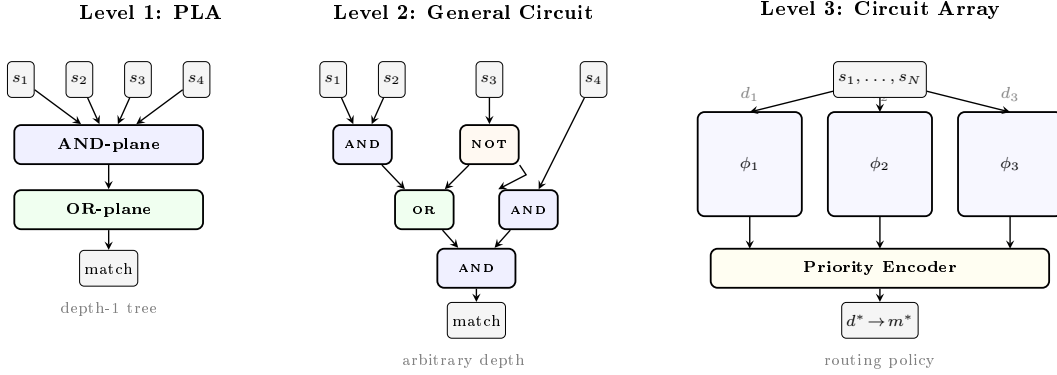 Level 1: PLA
s1 s2 s3 s4
AND-plane
OR-plane
match
depth-1 tree
Level 2: General Circuit
s1 s2 s3 s4
AND NOT
OR AND
AND
match
arbitrary depth
Level 3: Circuit Array
s1, . . . , sN
d1 d3
ϕ1 ϕ2 ϕ3
Priority Encoder
d* → m*
routing policy